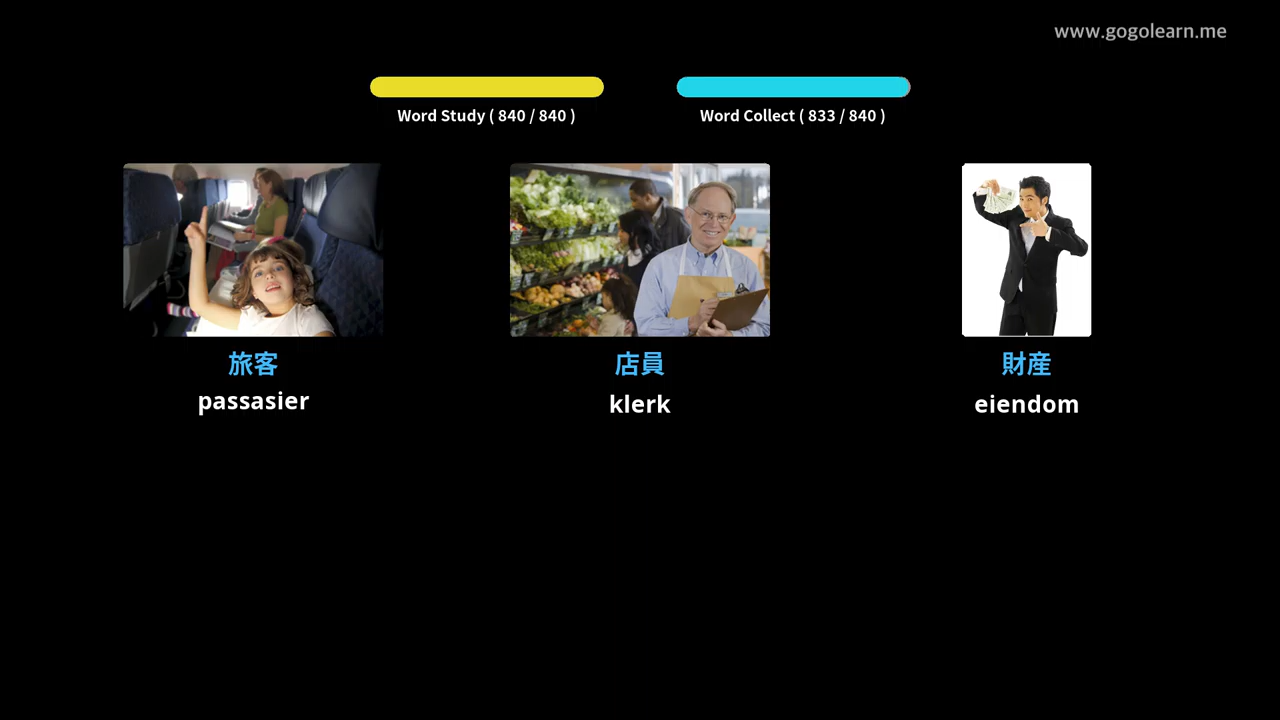 www.gogolearn.me
Word Study ( 840 / 840 )
Word Collect ( 833 / 840 )
旅客
店員
財産
passasier
klerk
eiendom